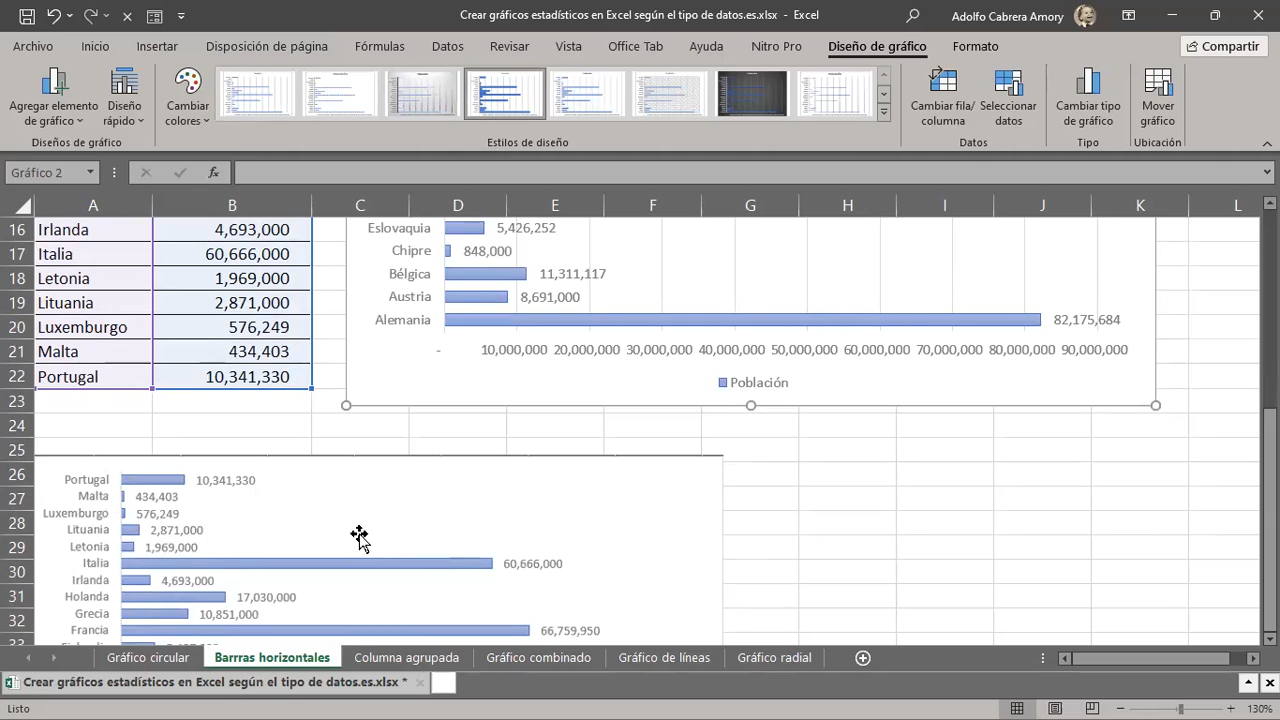 Crear gráficos estadísticos en Excel según el tipo de datos.es.xlsx - Excel
Adolfo Cabrera Amory
Archivo Inicio Insertar Disposición de página Fórmulas Datos Revisar Vista Office Tab Ayuda Nitro Pro Diseño de gráfico Formato Compartir
Agregar elemento de gráfico
Diseño rápido
Cambiar colores
Cambiar fila/ columna
Seleccionar datos
Cambiar tipo de gráfico
Mover gráfico
Diseños de gráfico Estilos de diseño Datos Tipo Ubicación
Gráfico 2 fx
A B C D E F G H I J K L
16 Irlanda 4,693,000
17 Italia 60,666,000
18 Letonia 1,969,000
19 Lituania 2,871,000
20 Luxemburgo 576,249
21 Malta 434,403
22 Portugal 10,341,330
23
24
25
26
27
28
29
30
31
32
33
Eslovaquia 5,426,252
Chipre 848,000
Bélgica 11,311,117
Austria 8,691,000
Alemania 82,175,684
- 10,000,000 20,000,000 30,000,000 40,000,000 50,000,000 60,000,000 70,000,000 80,000,000 90,000,000
Población
Portugal 10,341,330
Malta 434,403
Luxemburgo 576,249
Lituania 2,871,000
Letonia 1,969,000
Italia 60,666,000
Irlanda 4,693,000
Holanda 17,030,000
Grecia 10,851,000
Francia 66,759,950
Gráfico circular Barrras horizontales Columna agrupada Gráfico combinado Gráfico de líneas Gráfico radial
Crear gráficos estadísticos en Excel según el tipo de datos.es.xlsx *
Listo 130%